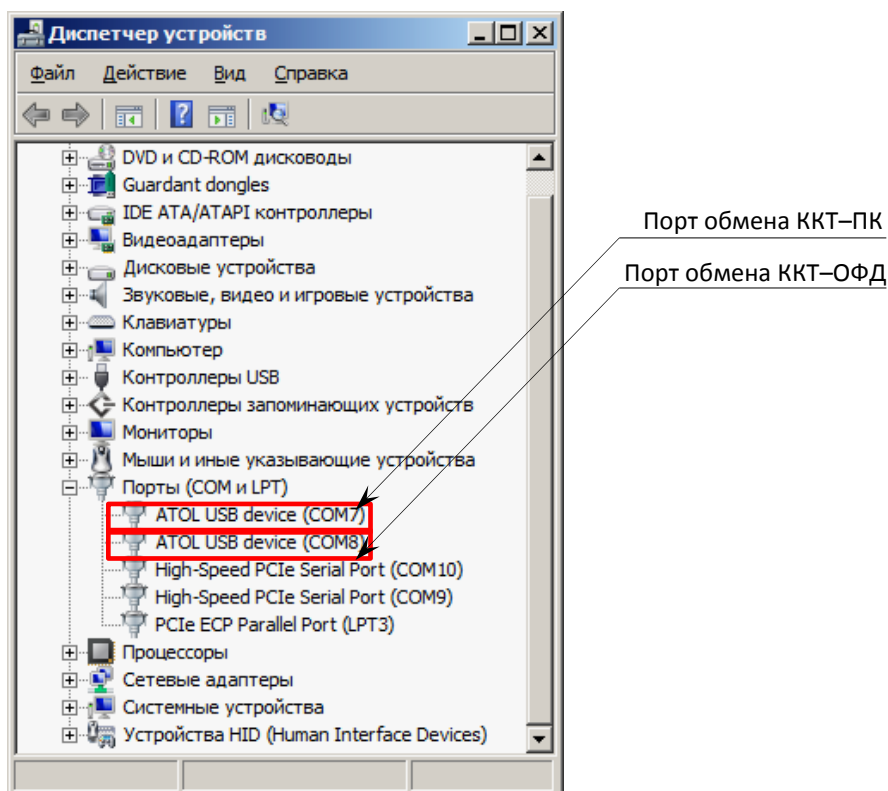 Диспетчер устройств
Файл Действие Вид Справка
DVD и CD-ROM дисководы
Guardant dongles
IDE ATA/ATAPI контроллеры
Видеоадаптеры
Дисковые устройства
Звуковые, видео и игровые устройства
Клавиатуры
Компьютер
Контроллеры USB
Контроллеры запоминающих устройств
Мониторы
Мыши и иные указывающие устройства
Порты (COM и LPT)
ATOL USB device (COM7)
ATOL USB device (COM8)
High-Speed PCIe Serial Port (COM10)
High-Speed PCIe Serial Port (COM9)
PCIe ECP Parallel Port (LPT3)
Процессоры
Сетевые адаптеры
Системные устройства
Устройства HID (Human Interface Devices)
Порт обмена ККТ–ПК
Порт обмена ККТ–ОФД